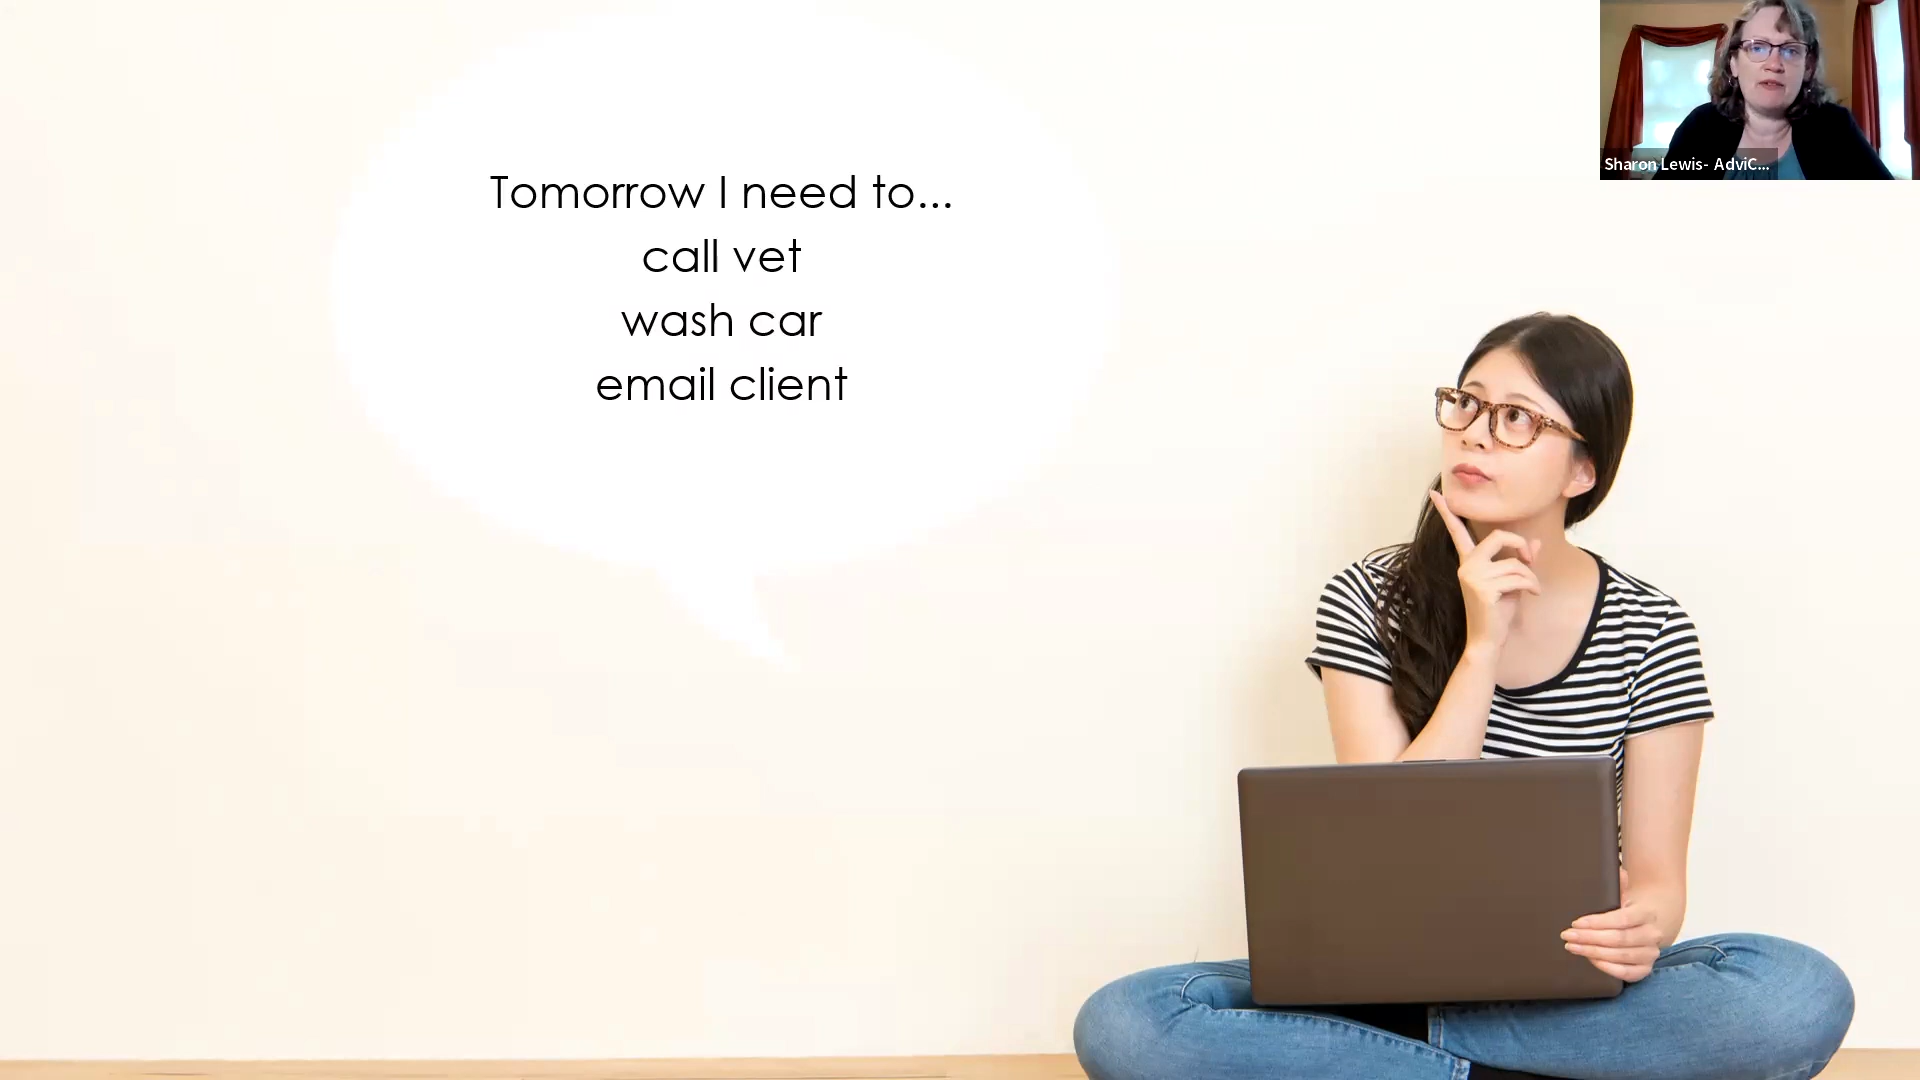 Tomorrow I need to...
call vet
wash car
email client
Sharon Lewis- AdviC...